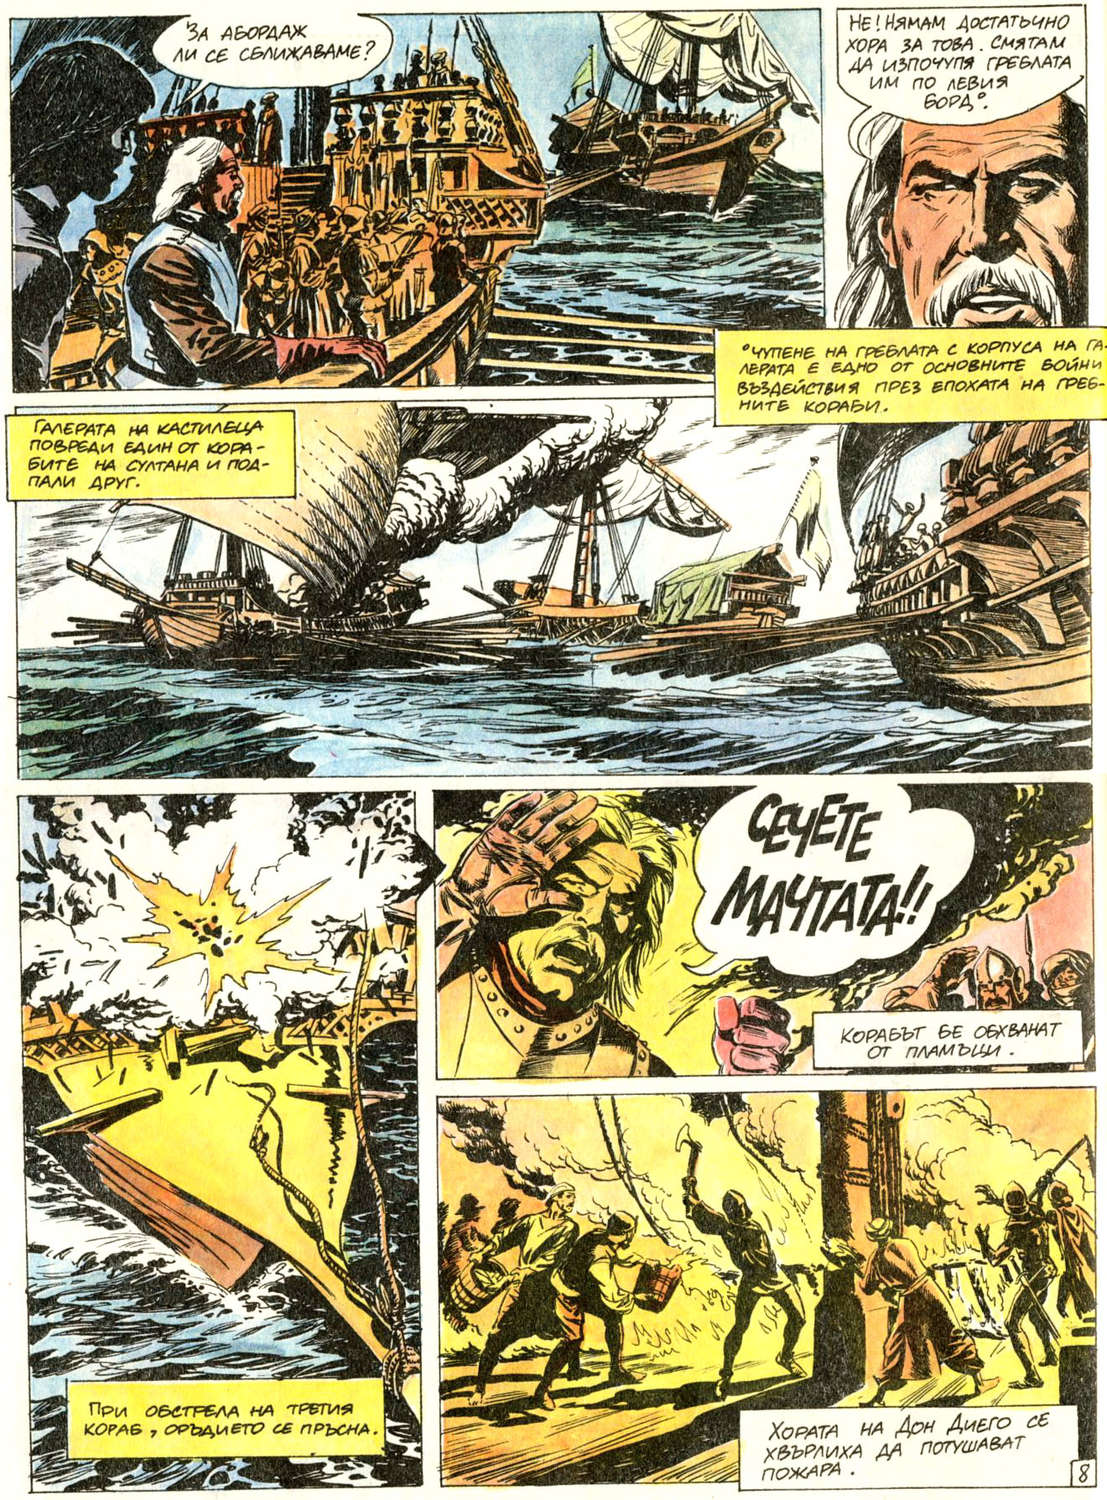 ЗА АБОРДАЖ
ЛИ СЕ СБЛИЖАВАМЕ?
НЕ! НЯМАМ ДОСТАТЪЧНО
ХОРА ЗА ТОВА. СМЯТАМ
ДА ИЗПОЧУПЯ ГРЕБЛАТА
ИМ ПО ЛЕВИЯ
БОРД°.
°ЧУПЕНЕ НА ГРЕБЛАТА С КОРПУСА НА ГА-
ЛЕРАТА Е ЕДНО ОТ ОСНОВНИТЕ БОЙНИ
ВЪЗДЕЙСТВИЯ ПРЕЗ ЕПОХАТА НА ГРЕБ-
НИТЕ КОРАБИ.
ГАЛЕРАТА НА КАСТИЛЕЦА
ПОВРЕДИ ЕДИН ОТ КОРА-
БИТЕ НА СУЛТАНА И ПОД-
ПАЛИ ДРУГ.
ПРИ ОБСТРЕЛА НА ТРЕТИЯ
КОРАБ, ОРЪДИЕТО СЕ ПРЪСНА.
СЕЧЕТЕ
МАЧТАТА!!
КОРАБЪТ БЕ ОБХВАНАТ
ОТ ПЛАМЪЦИ.
ХОРАТА НА ДОН ДИЕГО СЕ
ХВЪРЛИХА ДА ПОТУШАВАТ
ПОЖАРА.
8